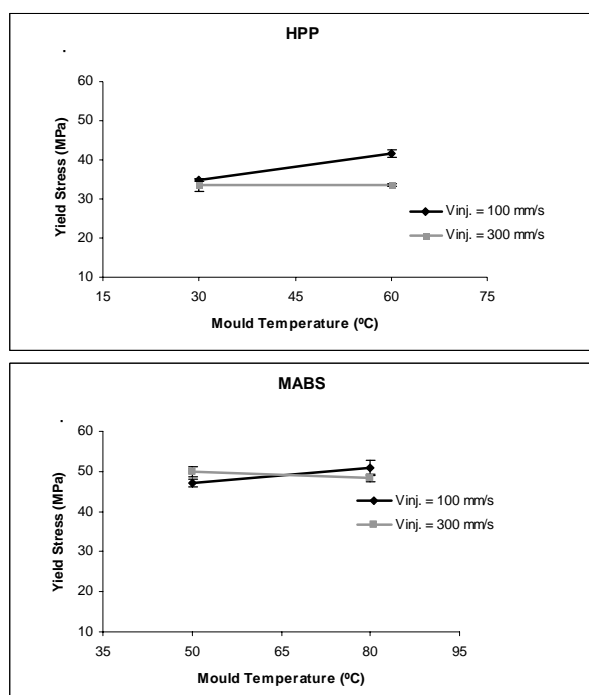 HPP
60
50
40
30
20
10
Yield Stress (MPa)
Vinj. = 100 mm/s
Vinj. = 300 mm/s
15 30 45 60 75
Mould Temperature (ºC)
MABS
60
50
40
30
20
10
Yield Stress (MPa)
Vinj. = 100 mm/s
Vinj. = 300 mm/s
35 50 65 80 95
Mould Temperature (ºC)